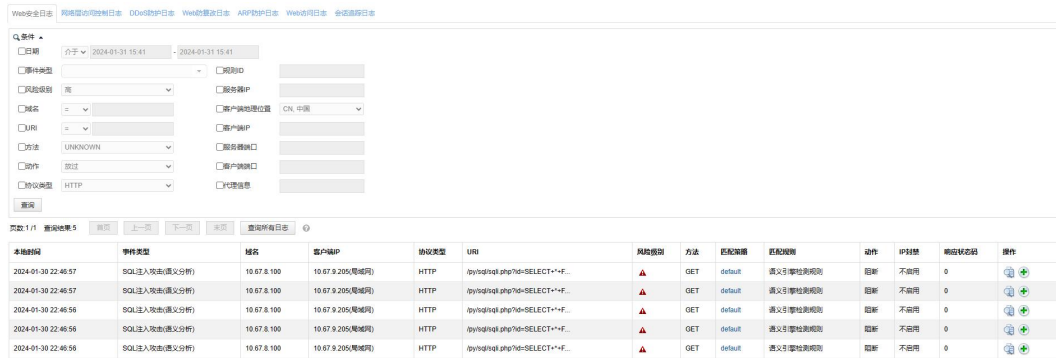 Web安全日志 网络层访问控制日志 DDoS防护日志 Web防篡改日志 ARP防护日志 Web访问日志 会话追踪日志
条件
日期 介于 2024-01-31 15:41 - 2024-01-31 15:41
事件类型 规则ID
风险级别 高 服务器IP
域名 = 客户端地理位置 CN, 中国
URI = 客户端IP
方法 UNKNOWN 服务器端口
动作 放过 客户端端口
协议类型 HTTP 代理信息
查询
页数:1 /1 查询结果:5 首页 上一页 下一页 末页 查询所有日志
本地时间 事件类型 域名 客户端IP 协议类型 URI 风险级别 方法 匹配策略 匹配规则 动作 IP封禁 响应状态码 操作
2024-01-30 22:46:57 SQL注入攻击(语义分析) 10.67.8.100 10.67.9.205(局域网) HTTP /py/sql/sqli.php?id=SELECT+*+F... GET default 语义引擎检测规则 阻断 不启用 0
2024-01-30 22:46:57 SQL注入攻击(语义分析) 10.67.8.100 10.67.9.205(局域网) HTTP /py/sql/sqli.php?id=SELECT+*+F... GET default 语义引擎检测规则 阻断 不启用 0
2024-01-30 22:46:56 SQL注入攻击(语义分析) 10.67.8.100 10.67.9.205(局域网) HTTP /py/sql/sqli.php?id=SELECT+*+F... GET default 语义引擎检测规则 阻断 不启用 0
2024-01-30 22:46:56 SQL注入攻击(语义分析) 10.67.8.100 10.67.9.205(局域网) HTTP /py/sql/sqli.php?id=SELECT+*+F... GET default 语义引擎检测规则 阻断 不启用 0
2024-01-30 22:46:56 SQL注入攻击(语义分析) 10.67.8.100 10.67.9.205(局域网) HTTP /py/sql/sqli.php?id=SELECT+*+F... GET default 语义引擎检测规则 阻断 不启用 0